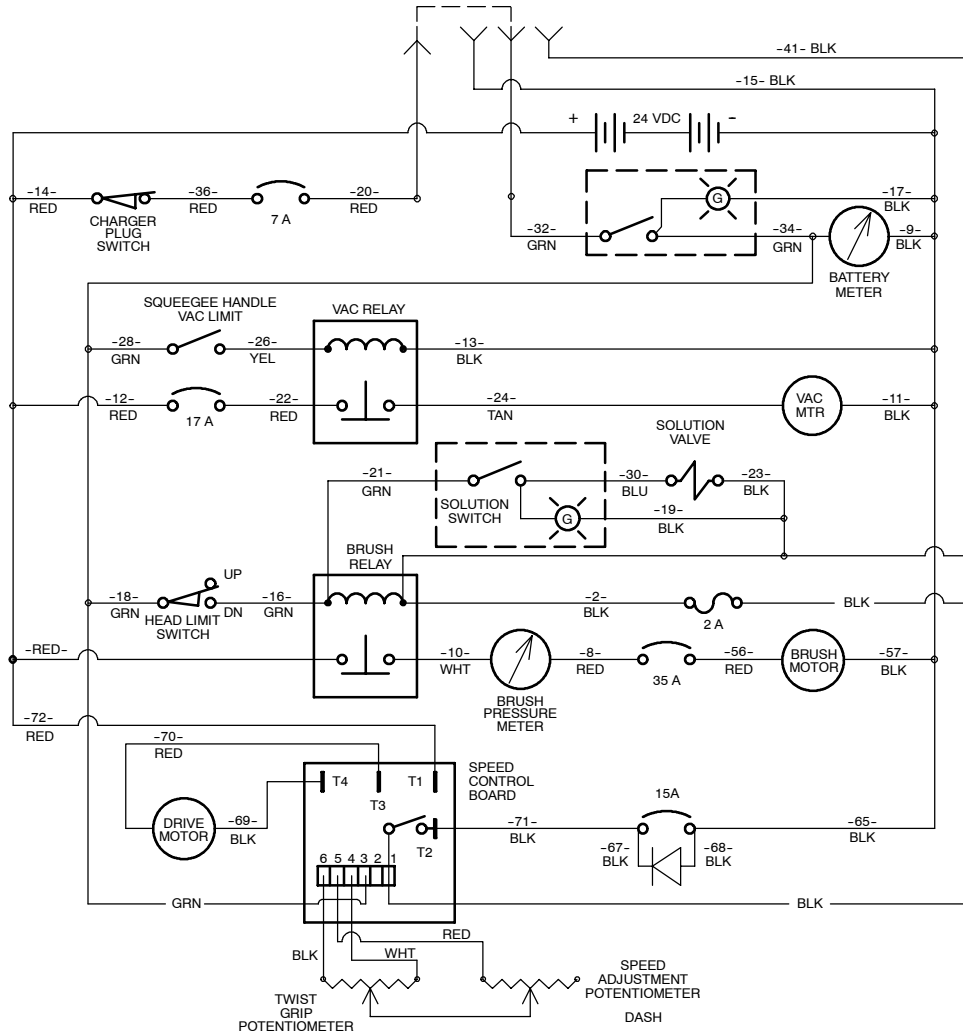 -41- BLK
-15- BLK
+ 24 VDC -
-14-
RED
-36-
RED
-20-
RED
CHARGER
PLUG
SWITCH
7 A
G
-17-
BLK
-32-
GRN
-34-
GRN
-9-
BLK
BATTERY
METER
SQUEEGEE HANDLE
VAC LIMIT
VAC RELAY
-28-
GRN
-26-
YEL
-13-
BLK
-12-
RED
17 A
-22-
RED
-24-
TAN
VAC
MTR
-11-
BLK
SOLUTION
VALVE
-21-
GRN
SOLUTION
SWITCH
G
-30-
BLU
-23-
BLK
-19-
BLK
BRUSH
RELAY
UP
DN
-18-
GRN
HEAD LIMIT
SWITCH
-16-
GRN
-2-
BLK
2 A
BLK
-RED-
-10-
WHT
BRUSH
PRESSURE
METER
-8-
RED
35 A
-56-
RED
BRUSH
MOTOR
-57-
BLK
-72-
RED
-70-
RED
SPEED
CONTROL
BOARD
T4
T3
T1
T2
DRIVE
MOTOR
-69-
BLK
-71-
BLK
15A
-65-
-67-
BLK
-68-
BLK
BLK
6 5 4 3 2 1
GRN
BLK
RED
BLK
WHT
TWIST
GRIP
POTENTIOMETER
SPEED
ADJUSTMENT
POTENTIOMETER
DASH